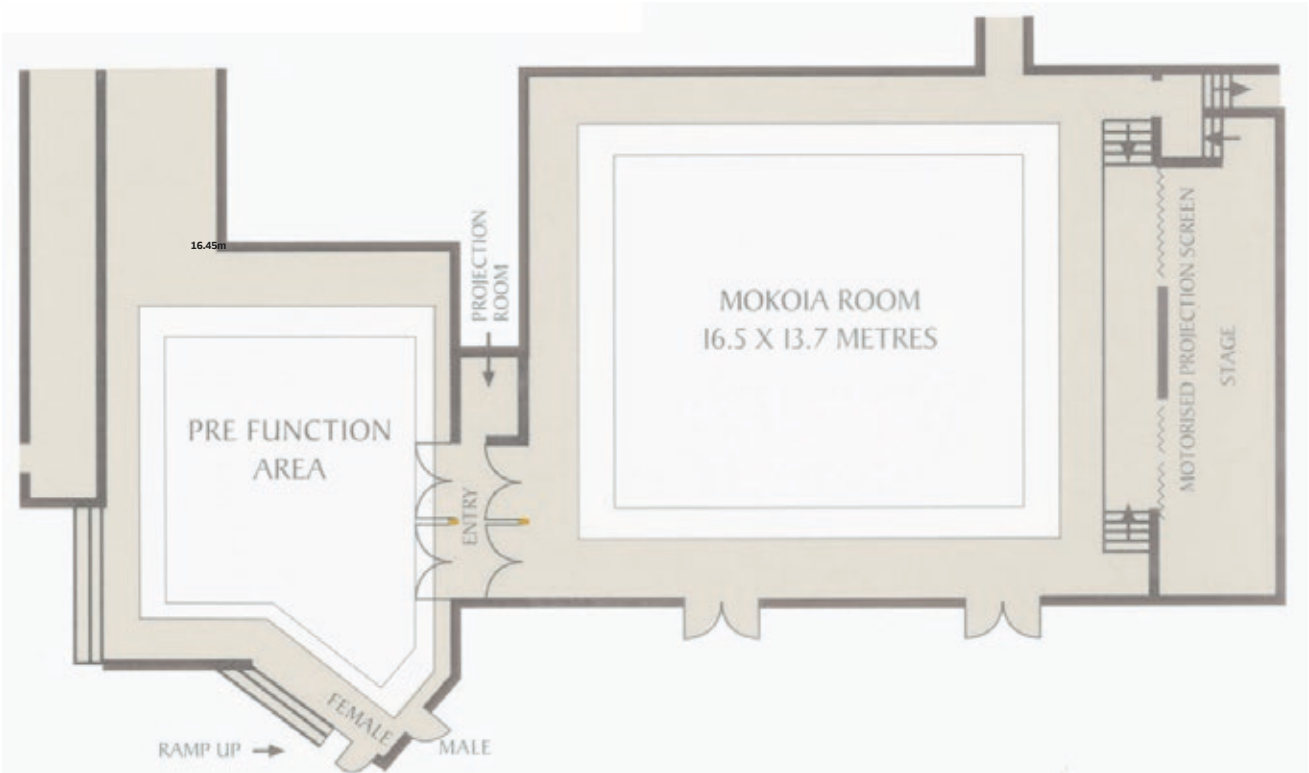 16.45m
PROJECTION
ROOM
MOKOIA ROOM
16.5 X 13.7 METRES
MOTORISED PROJECTION SCREEN
STAGE
PRE FUNCTION
AREA
ENTRY
FEMALE
MALE
RAMP UP